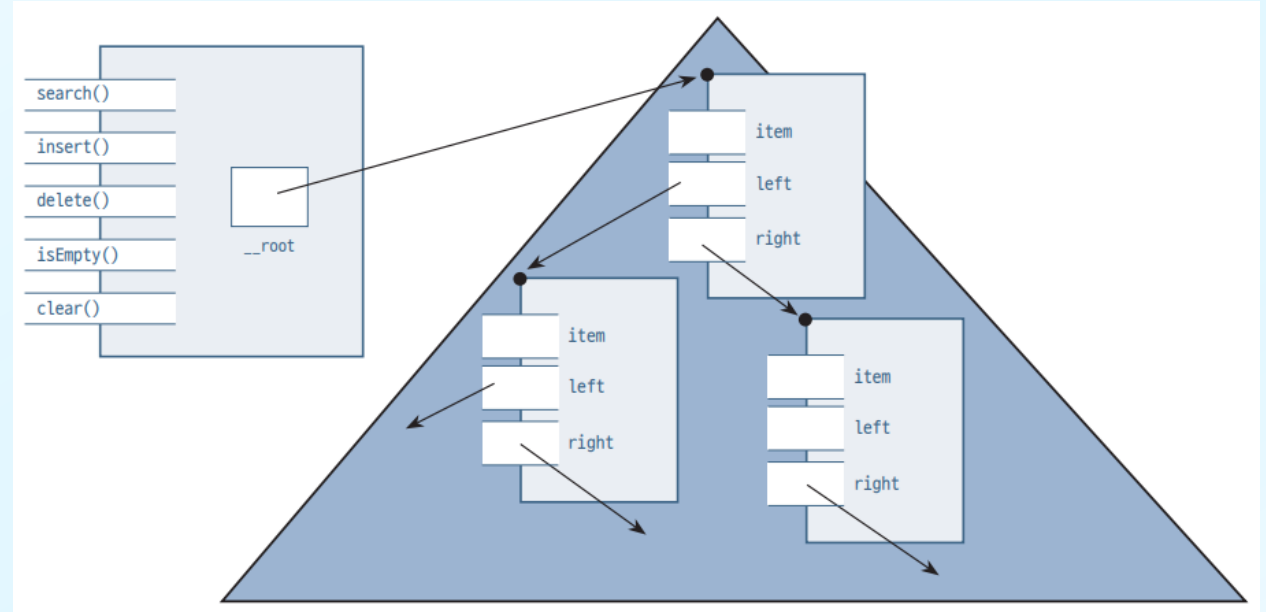 search()
insert()
delete()
isEmpty()
clear()
__root
item
left
right
item
left
right
item
left
right